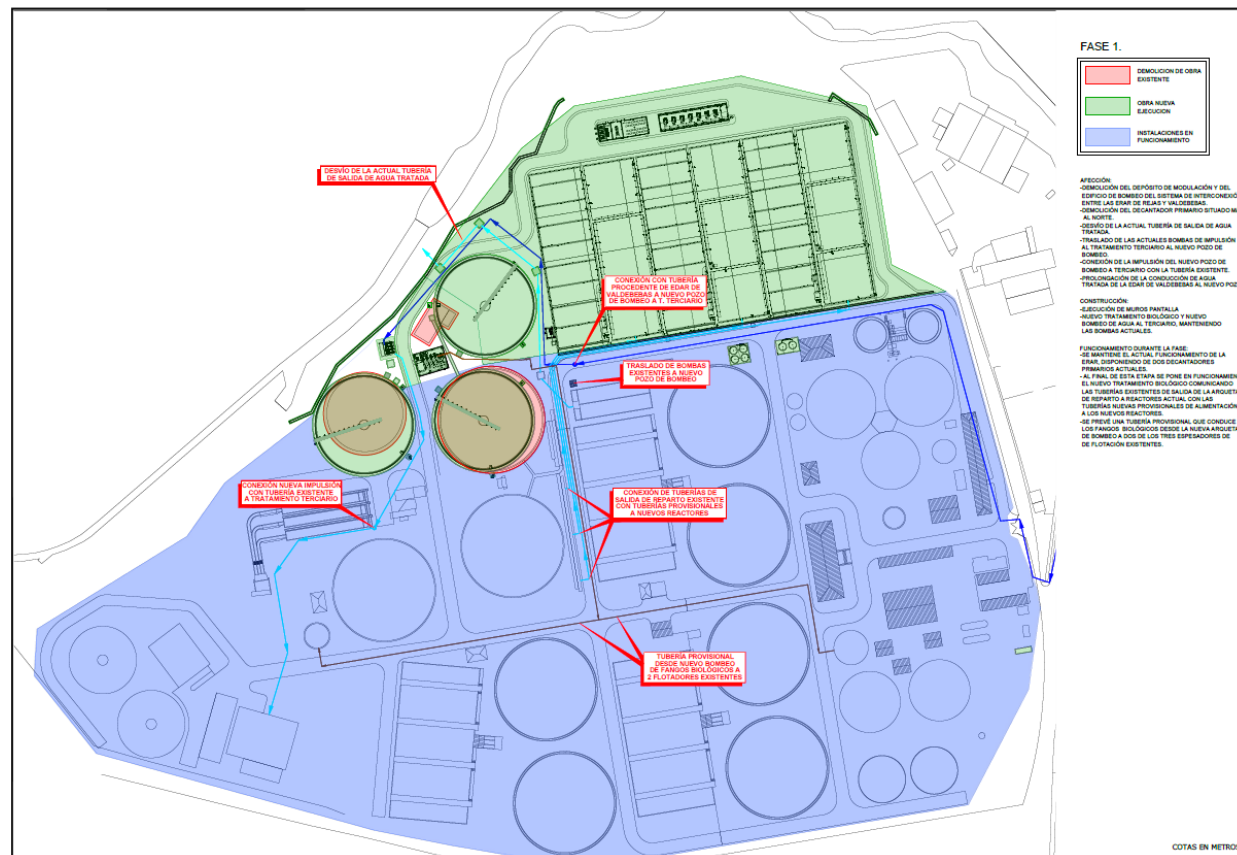 FASE 1.
DEMOLICION DE OBRA
EXISTENTE
OBRA NUEVA
EJECUCION
INSTALACIONES EN
FUNCIONAMIENTO
AFECCIÓN:
-DEMOLICIÓN DEL DEPÓSITO DE MODULACIÓN Y DEL
EDIFICIO DE BOMBEO DEL SISTEMA DE INTERCONEXIÓ
ENTRE LAS ERAR DE REJAS Y VALDEBEBAS.
-DEMOLICIÓN DEL DECANTADOR PRIMARIO SITUADO MÁ
AL NORTE.
-DESVÍO DE LA ACTUAL TUBERÍA DE SALIDA DE AGUA
TRATADA.
-TRASLADO DE LAS ACTUALES BOMBAS DE IMPULSIÓN
AL TRATAMIENTO TERCIARIO AL NUEVO POZO DE
BOMBEO.
-CONEXIÓN DE LA IMPULSIÓN DEL NUEVO POZO DE
BOMBEO A TERCIARIO CON LA TUBERÍA EXISTENTE.
-PROLONGACIÓN DE LA CONDUCCIÓN DE AGUA
TRATADA DE LA EDAR DE VALDEBEBAS AL NUEVO POZ
CONSTRUCCIÓN:
-EJECUCIÓN DE MUROS PANTALLA
-NUEVO TRATAMIENTO BIOLÓGICO Y NUEVO
BOMBEO DE AGUA AL TERCIARIO, MANTENIENDO
LAS BOMBAS ACTUALES.
FUNCIONAMIENTO DURANTE LA FASE:
-SE MANTIENE EL ACTUAL FUNCIONAMIENTO DE LA
ERAR, DISPONIENDO DE DOS DECANTADORES
PRIMARIOS ACTUALES.
- AL FINAL DE ESTA ETAPA SE PONE EN FUNCIONAMIEN
EL NUEVO TRATAMIENTO BIOLÓGICO COMUNICANDO
LAS TUBERÍAS EXISTENTES DE SALIDA DE LA ARQUETA
DE REPARTO A REACTORES ACTUAL CON LAS
TUBERÍAS NUEVAS PROVISIONALES DE ALIMENTACIÓN
A LOS NUEVOS REACTORES.
-SE PREVÉ UNA TUBERÍA PROVISIONAL QUE CONDUCE
LOS FANGOS BIOLÓGICOS DESDE LA NUEVA ARQUETA
DE BOMBEO A DOS DE LOS TRES ESPESADORES DE
DE FLOTACIÓN EXISTENTES.
DESVÍO DE LA ACTUAL TUBERÍA
DE SALIDA DE AGUA TRATADA
CONEXIÓN CON TUBERÍA
PROCEDENTE DE EDAR DE
VALDEBEBAS A NUEVO POZO
DE BOMBEO A T. TERCIARIO
TRASLADO DE BOMBAS
EXISTENTES A NUEVO
POZO DE BOMBEO
CONEXIÓN NUEVA IMPULSIÓN
CON TUBERÍA EXISTENTE
A TRATAMIENTO TERCIARIO
CONEXIÓN DE TUBERÍAS DE
SALIDA DE REPARTO EXISTENTE
CON TUBERÍAS PROVISIONALES
A NUEVOS REACTORES
TUBERÍA PROVISIONAL
DESDE NUEVO BOMBEO
DE FANGOS BIOLÓGICOS A
2 FLOTADORES EXISTENTES
COTAS EN METROS